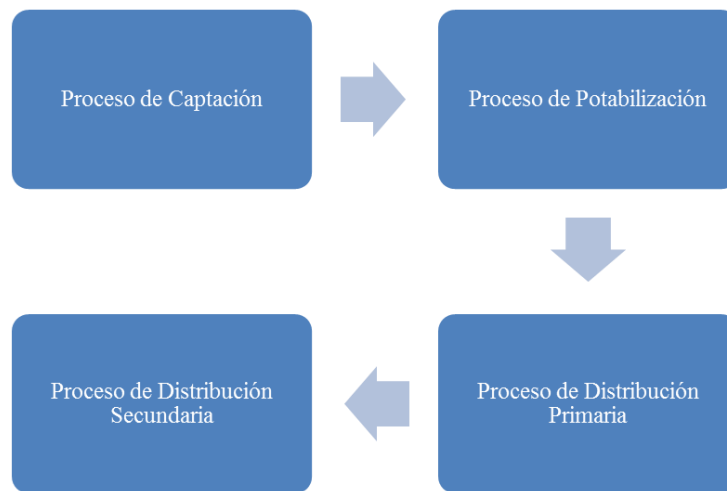 Proceso de Captación
Proceso de Potabilización
Proceso de Distribución
Secundaria
Proceso de Distribución
Primaria